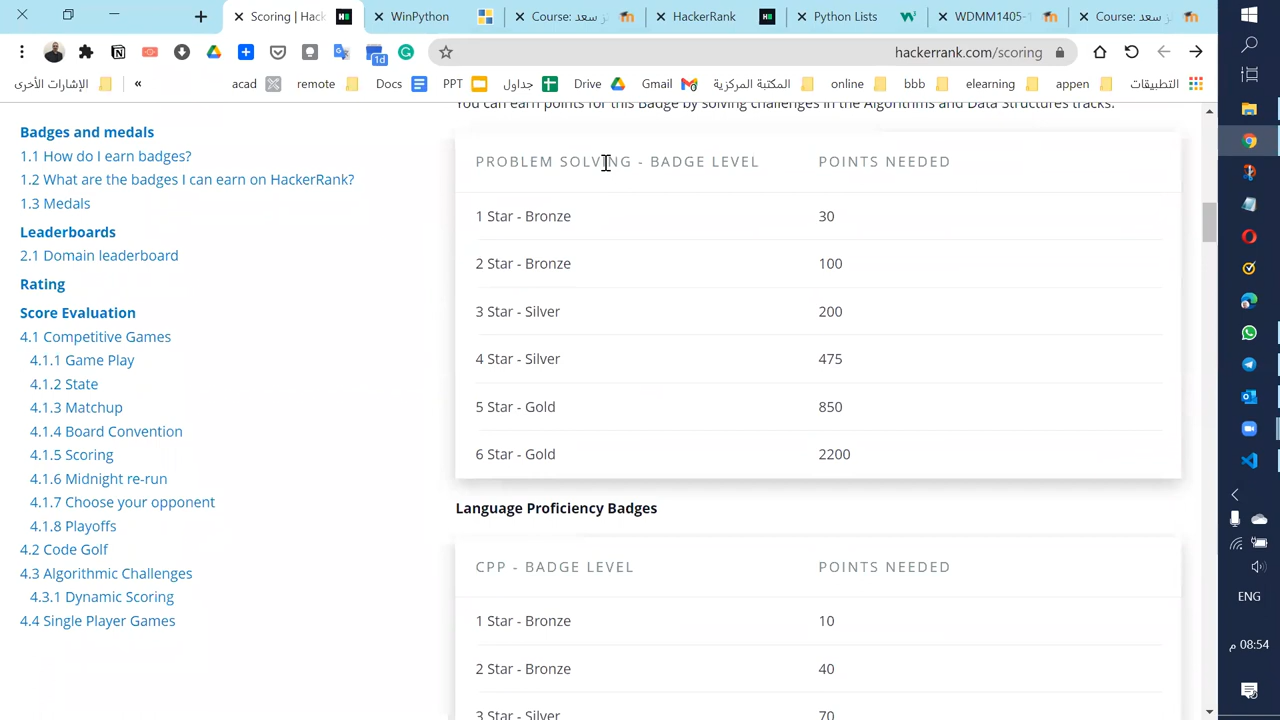 Scoring | Hack
WinPython
Course: سعد
HackerRank
Python Lists
WDMM1405-
Course: سعد
hackerrank.com/scoring
1d
الإشارات الأخرى
«
acad
remote
Docs
PPT
جداول
Drive
Gmail
المكتبة المركزية
online
bbb
elearning
appen
التطبيقات
Badges and medals
1.1 How do I earn badges?
1.2 What are the badges I can earn on HackerRank?
1.3 Medals
Leaderboards
2.1 Domain leaderboard
Rating
Score Evaluation
4.1 Competitive Games
4.1.1 Game Play
4.1.2 State
4.1.3 Matchup
4.1.4 Board Convention
4.1.5 Scoring
4.1.6 Midnight re-run
4.1.7 Choose your opponent
4.1.8 Playoffs
4.2 Code Golf
4.3 Algorithmic Challenges
4.3.1 Dynamic Scoring
4.4 Single Player Games
You can earn points for this Badge by solving challenges in the Algorithms and Data Structures tracks.
PROBLEM SOLVING - BADGE LEVEL POINTS NEEDED
1 Star - Bronze 30
2 Star - Bronze 100
3 Star - Silver 200
4 Star - Silver 475
5 Star - Gold 850
6 Star - Gold 2200
Language Proficiency Badges
CPP - BADGE LEVEL POINTS NEEDED
1 Star - Bronze 10
2 Star - Bronze 40
3 Star - Silver 70
ENG
08:54 م